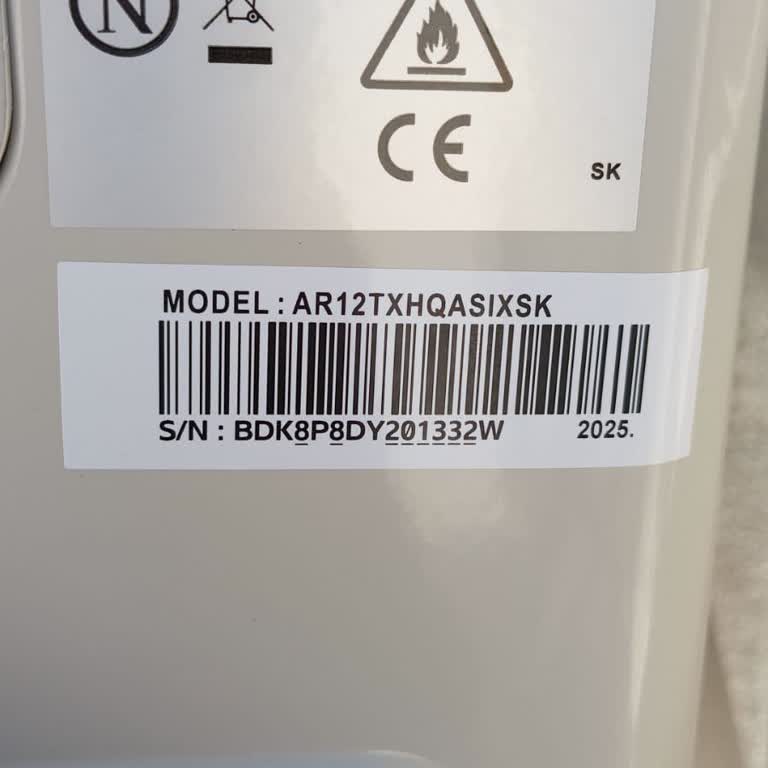 N
CE
SK
MODEL : AR12TXHQASIXSK
S/N : BDK8P8DY201332W 2025.